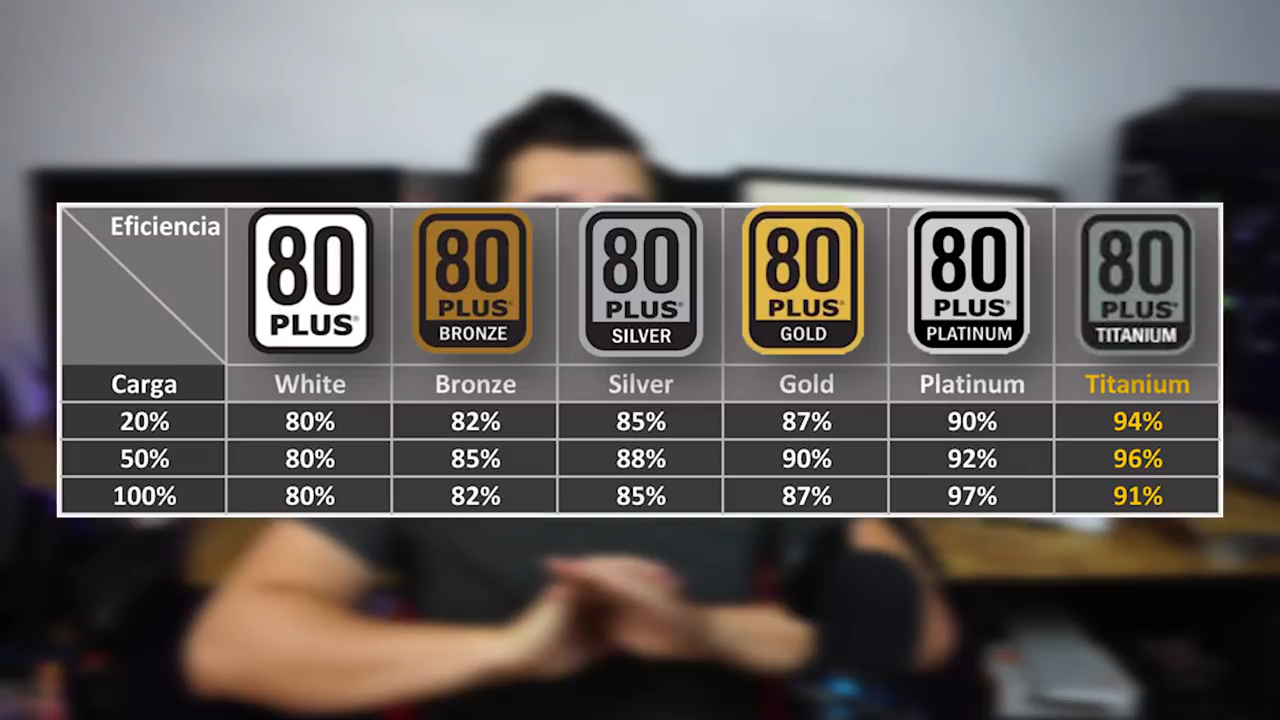 Eficiencia
80 PLUS
80 PLUS BRONZE
80 PLUS SILVER
80 PLUS GOLD
80 PLUS PLATINUM
80 PLUS TITANIUM
Carga White Bronze Silver Gold Platinum Titanium
20% 80% 82% 85% 87% 90% 94%
50% 80% 85% 88% 90% 92% 96%
100% 80% 82% 85% 87% 97% 91%